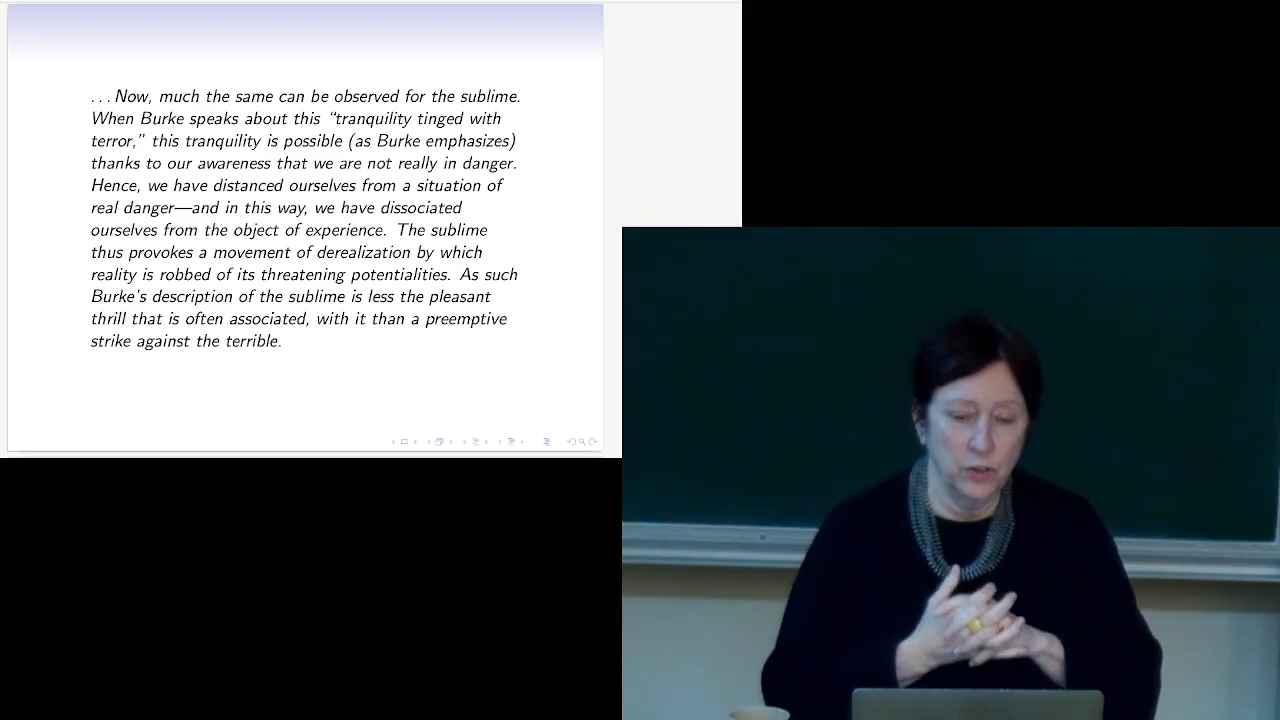 ...Now, much the same can be observed for the sublime.
When Burke speaks about this “tranquility tinged with
terror,” this tranquility is possible (as Burke emphasizes)
thanks to our awareness that we are not really in danger.
Hence, we have distanced ourselves from a situation of
real danger—and in this way, we have dissociated
ourselves from the object of experience. The sublime
thus provokes a movement of derealization by which
reality is robbed of its threatening potentialities. As such
Burke’s description of the sublime is less the pleasant
thrill that is often associated, with it than a preemptive
strike against the terrible.